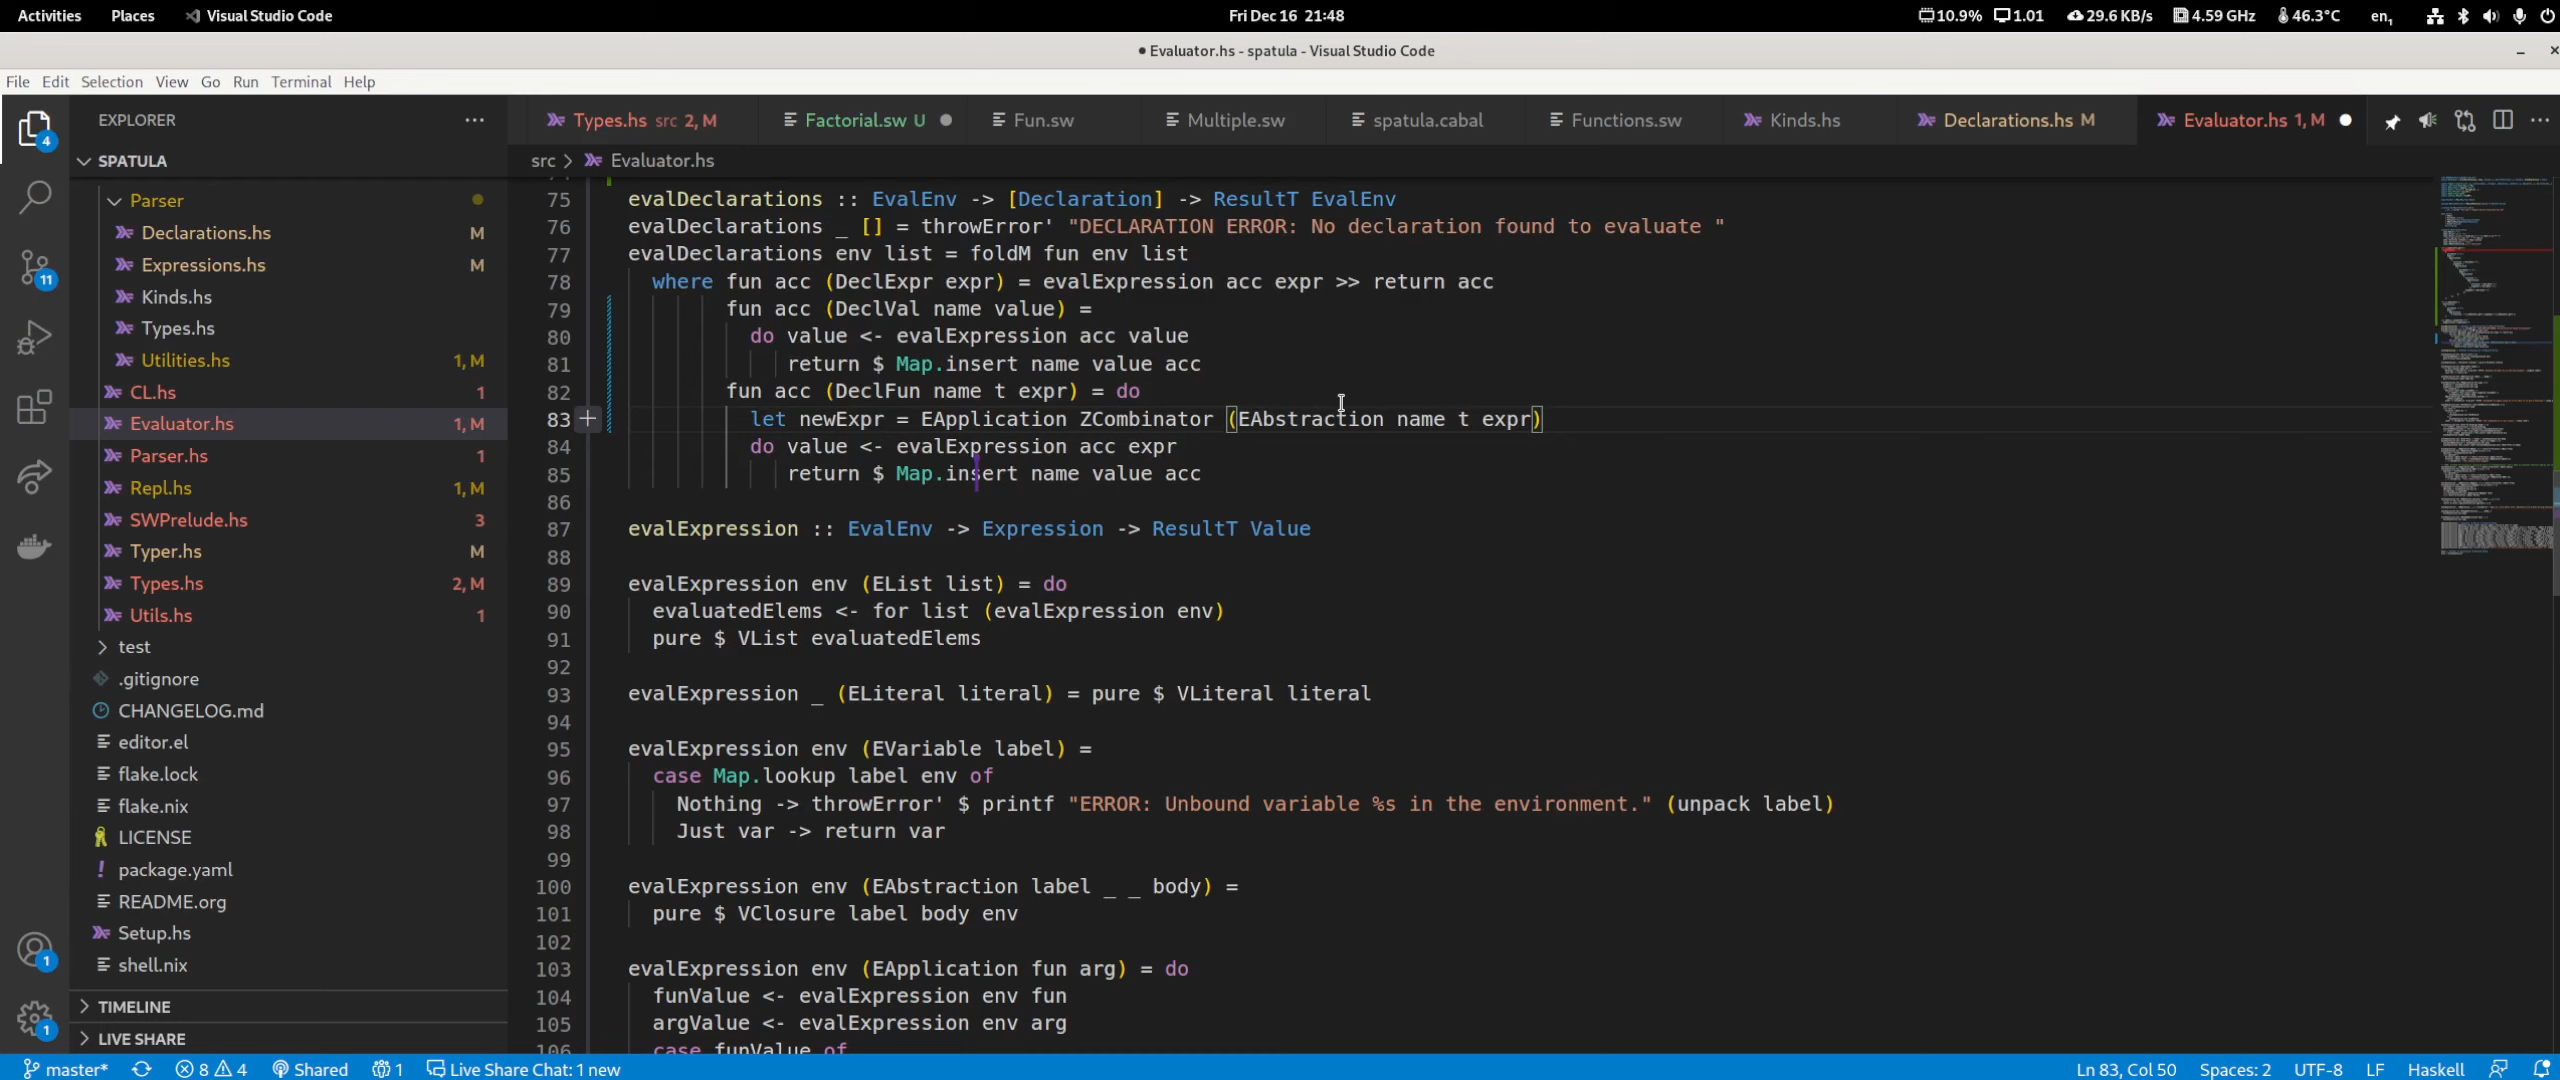 Activities Places Visual Studio Code Fri Dec 16 21:48 10.9% 1.01 29.6 KB/s 4.59 GHz 46.3°C en1
● Evaluator.hs - spatula - Visual Studio Code
File Edit Selection View Go Run Terminal Help
EXPLORER
SPATULA
Parser
Declarations.hs M
Expressions.hs M
Kinds.hs
Types.hs
Utilities.hs 1, M
CL.hs 1
Evaluator.hs 1, M
Parser.hs 1
Repl.hs 1, M
SWPrelude.hs 3
Typer.hs M
Types.hs 2, M
Utils.hs 1
test
.gitignore
CHANGELOG.md
editor.el
flake.lock
flake.nix
LICENSE
package.yaml
README.org
Setup.hs
shell.nix
TIMELINE
LIVE SHARE
4
11
1
1
Types.hs src 2, M Factorial.sw U Fun.sw Multiple.sw spatula.cabal Functions.sw Kinds.hs Declarations.hs M Evaluator.hs 1, M
src > Evaluator.hs
75 evalDeclarations :: EvalEnv -> [Declaration] -> ResultT EvalEnv
76 evalDeclarations _ [] = throwError' "DECLARATION ERROR: No declaration found to evaluate "
77 evalDeclarations env list = foldM fun env list
78 where fun acc (DeclExpr expr) = evalExpression acc expr >> return acc
79 fun acc (DeclVal name value) =
80 do value <- evalExpression acc value
81 return $ Map.insert name value acc
82 fun acc (DeclFun name t expr) = do
83 let newExpr = EApplication ZCombinator (EAbstraction name t expr)
84 do value <- evalExpression acc expr
85 return $ Map.insert name value acc
86
87 evalExpression :: EvalEnv -> Expression -> ResultT Value
88
89 evalExpression env (EList list) = do
90 evaluatedElems <- for list (evalExpression env)
91 pure $ VList evaluatedElems
92
93 evalExpression _ (ELiteral literal) = pure $ VLiteral literal
94
95 evalExpression env (EVariable label) =
96 case Map.lookup label env of
97 Nothing -> throwError' $ printf "ERROR: Unbound variable %s in the environment." (unpack label)
98 Just var -> return var
99
100 evalExpression env (EAbstraction label _ _ body) =
101 pure $ VClosure label body env
102
103 evalExpression env (EApplication fun arg) = do
104 funValue <- evalExpression env fun
105 argValue <- evalExpression env arg
106 case funValue of
master* 8 4 Shared 1 Live Share Chat: 1 new Ln 83, Col 50 Spaces: 2 UTF-8 LF Haskell